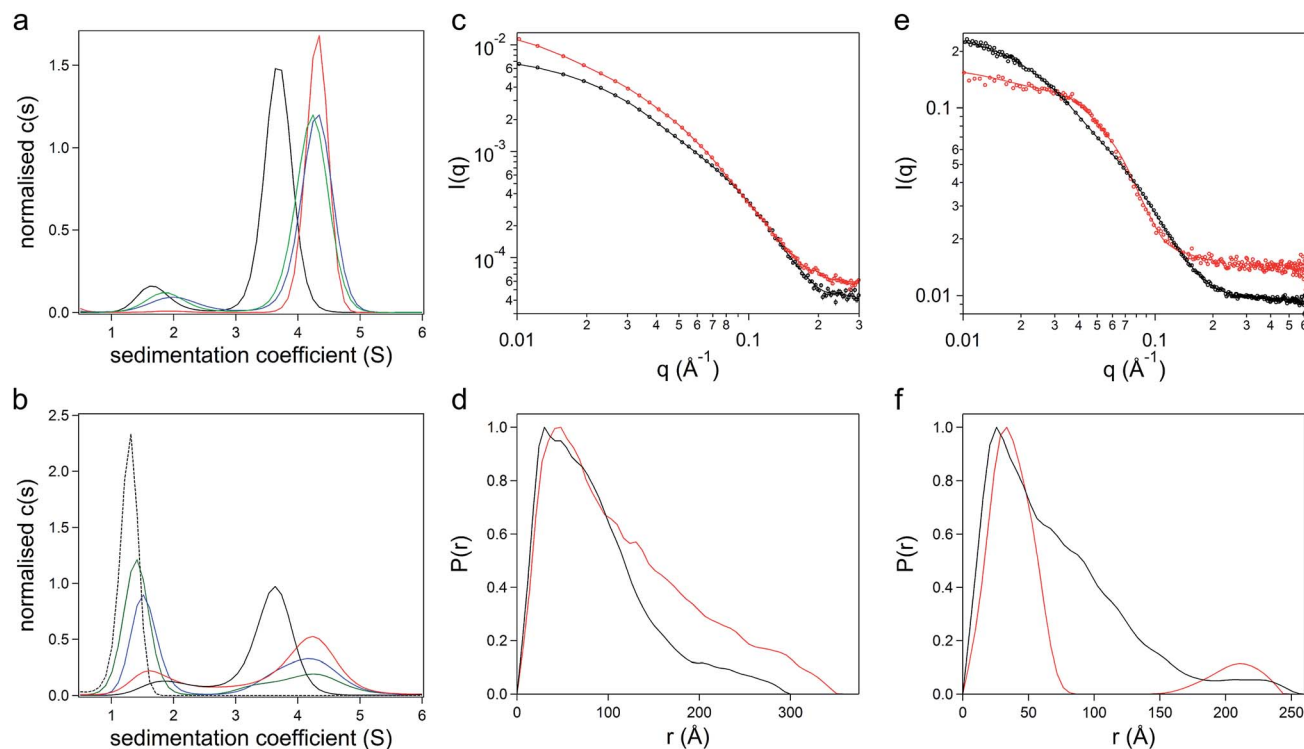 a
normalised c(s)
1.5
1.0
0.5
0.0
1 2 3 4 5 6
sedimentation coefficient (S)
b
normalised c(s)
2.5
2.0
1.5
1.0
0.5
0.0
1 2 3 4 5 6
sedimentation coefficient (S)
c
I(q)
10⁻²
8
6
4
2
10⁻³
8
6
4
2
10⁻⁴
8
6
4
0.01 2 3 4 5 6 7 8 0.1 2 3
q (Å⁻¹)
d
P(r)
1.0
0.8
0.6
0.4
0.2
0.0
0 100 200 300
r (Å)
e
I(q)
2
0.1
8
6
5
4
3
2
0.01
0.01 2 3 4 5 6 7 0.1 2 3 4 5 6
q (Å⁻¹)
f
P(r)
1.0
0.8
0.6
0.4
0.2
0.0
0 50 100 150 200 250
r (Å)